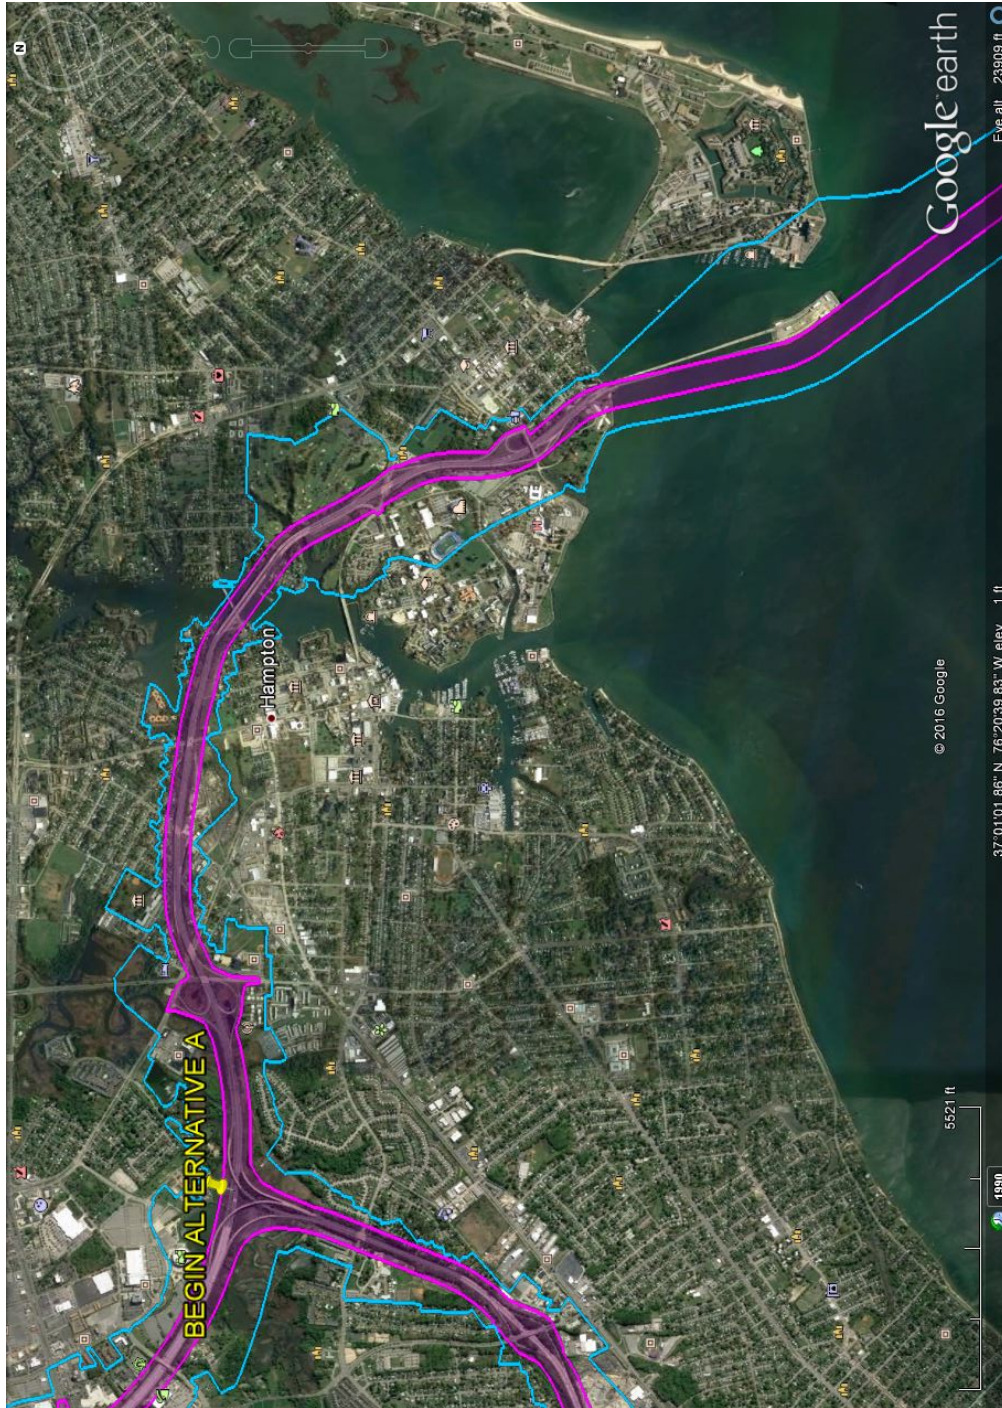 BEGIN ALTERNATIVE A
Hampton
N
Google earth
© 2016 Google
5521 ft
1990
37°01'01.86" N 76°20'39.83" W elev 1 ft
Eye alt 23909 ft